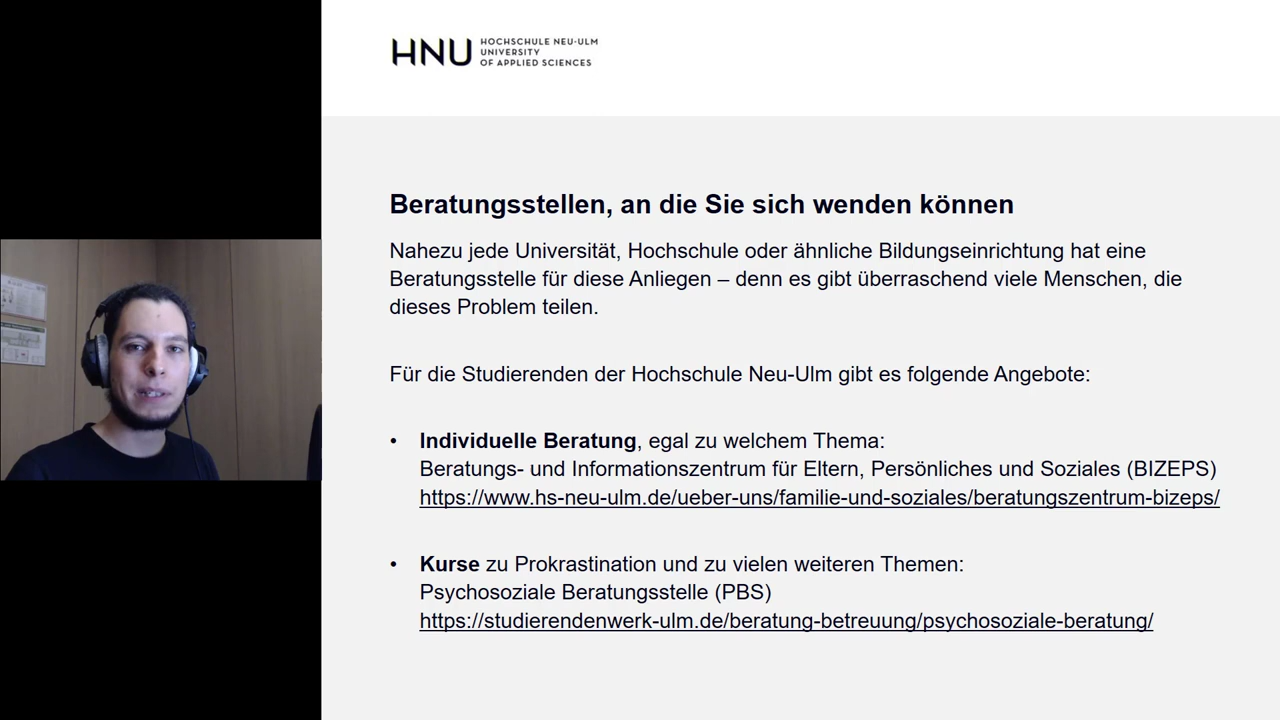 HNU HOCHSCHULE NEU-ULM
UNIVERSITY
OF APPLIED SCIENCES
Beratungsstellen, an die Sie sich wenden können
Nahezu jede Universität, Hochschule oder ähnliche Bildungseinrichtung hat eine
Beratungsstelle für diese Anliegen – denn es gibt überraschend viele Menschen, die
dieses Problem teilen.
Für die Studierenden der Hochschule Neu-Ulm gibt es folgende Angebote:
• Individuelle Beratung, egal zu welchem Thema:
Beratungs- und Informationszentrum für Eltern, Persönliches und Soziales (BIZEPS)
https://www.hs-neu-ulm.de/ueber-uns/familie-und-soziales/beratungszentrum-bizeps/
• Kurse zu Prokrastination und zu vielen weiteren Themen:
Psychosoziale Beratungsstelle (PBS)
https://studierendenwerk-ulm.de/beratung-betreuung/psychosoziale-beratung/